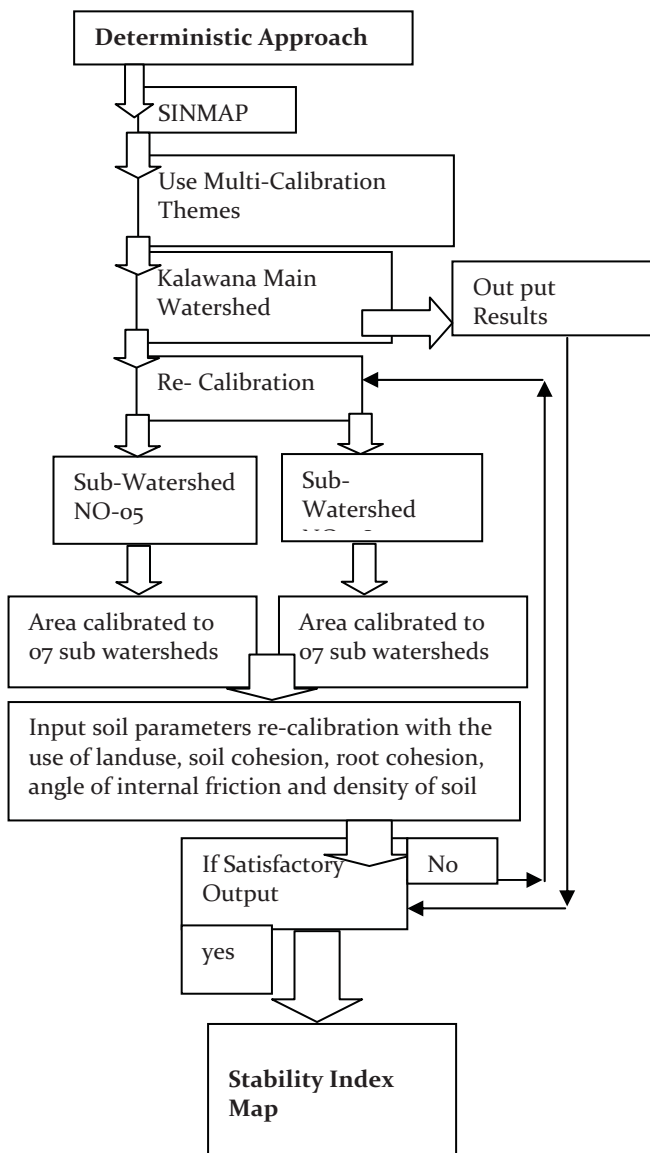 Deterministic Approach
SINMAP
Use Multi-Calibration
Themes
Kalawana Main
Watershed
Out put
Results
Re- Calibration
Sub-Watershed
NO-05
Sub-
Watershed
Area calibrated to
07 sub watersheds
Area calibrated to
07 sub watersheds
Input soil parameters re-calibration with the
use of landuse, soil cohesion, root cohesion,
angle of internal friction and density of soil
If Satisfactory
Output
No
yes
Stability Index
Map